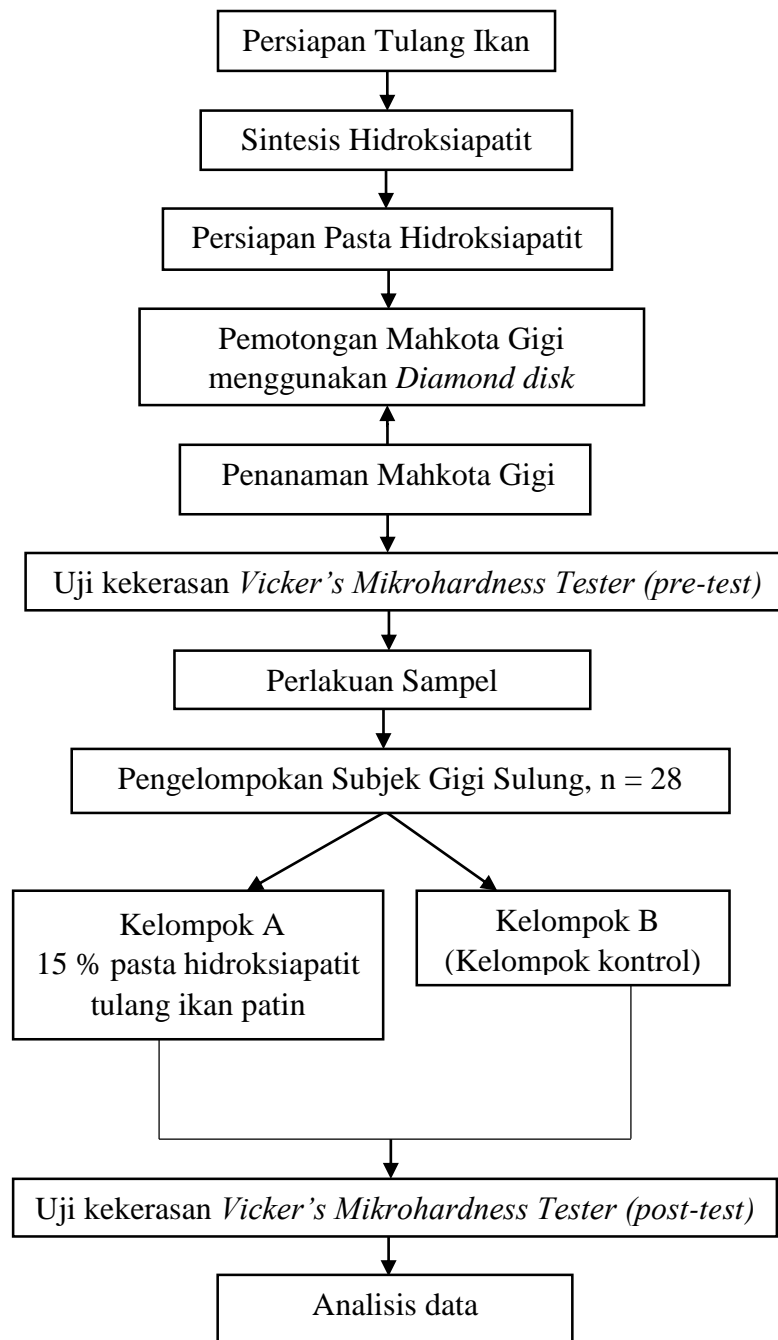 Persiapan Tulang Ikan
Sintesis Hidroksiapatit
Persiapan Pasta Hidroksiapatit
Pemotongan Mahkota Gigi
menggunakan Diamond disk
Penanaman Mahkota Gigi
Uji kekerasan Vicker’s Mikrohardness Tester (pre-test)
Perlakuan Sampel
Pengelompokan Subjek Gigi Sulung, n = 28
Kelompok A
15 % pasta hidroksiapatit
tulang ikan patin
Kelompok B
(Kelompok kontrol)
Uji kekerasan Vicker’s Mikrohardness Tester (post-test)
Analisis data